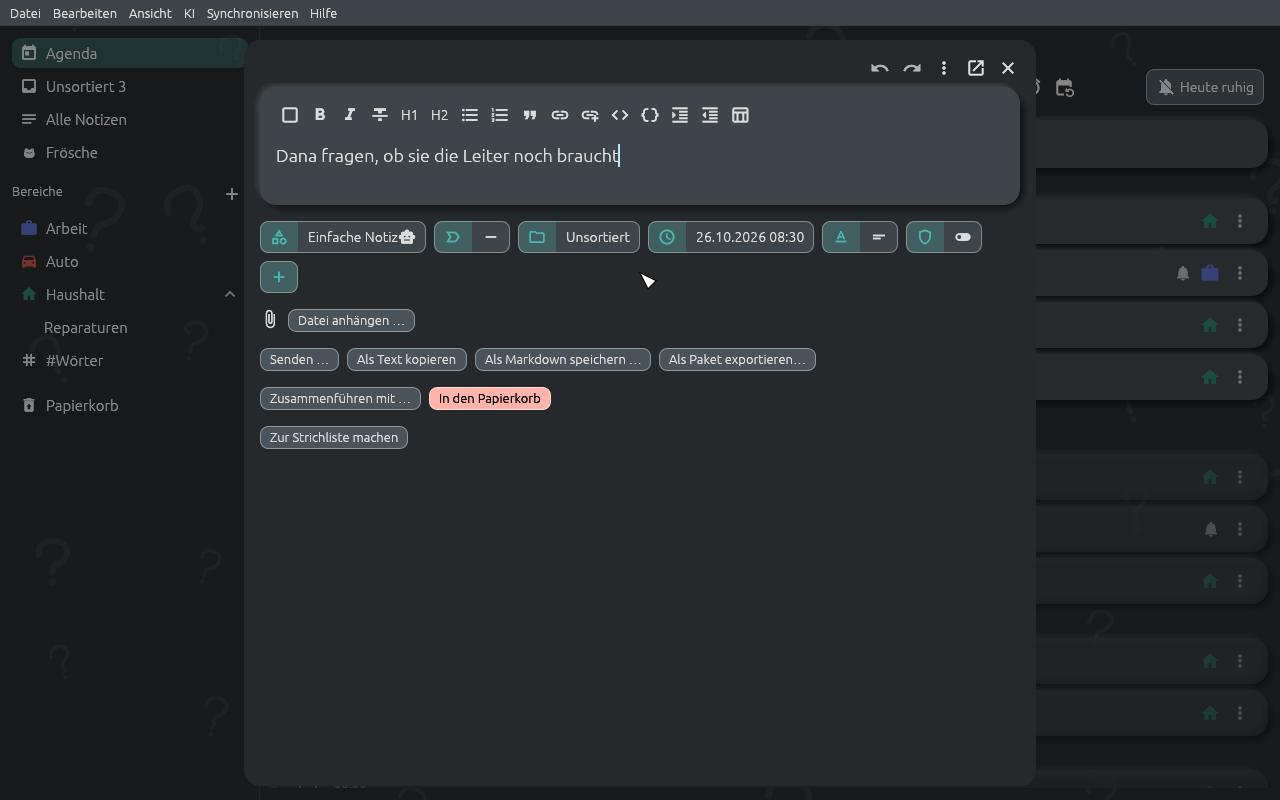 Datei Bearbeiten Ansicht KI Synchronisieren Hilfe
Agenda
Unsortiert 3
Alle Notizen
Frösche
Bereiche
Arbeit
Auto
Haushalt
Reparaturen
#Wörter
Papierkorb
Heute ruhig
H1 H2
Dana fragen, ob sie die Leiter noch braucht
Einfache Notiz
Unsortiert
26.10.2026 08:30
Datei anhängen ...
Senden ... Als Text kopieren Als Markdown speichern ... Als Paket exportieren...
Zusammenführen mit ... In den Papierkorb
Zur Strichliste machen